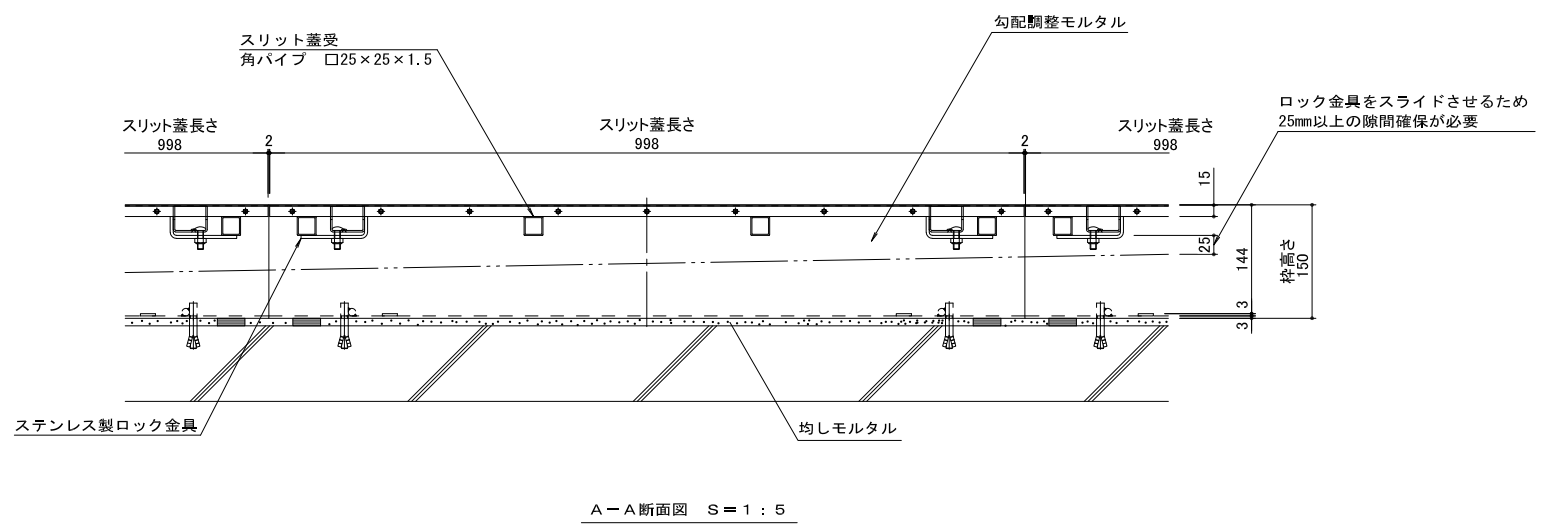 勾配調整モルタル
スリット蓋受
角パイプ　□25×25×1.5
ロック金具をスライドさせるため
25mm以上の隙間確保が必要
スリット蓋長さ
998
2
スリット蓋長さ
998
2
スリット蓋長さ
998
15
25
144
枠高さ
150
3
3
ステンレス製ロック金具
均しモルタル
A－A断面図　S＝1：5